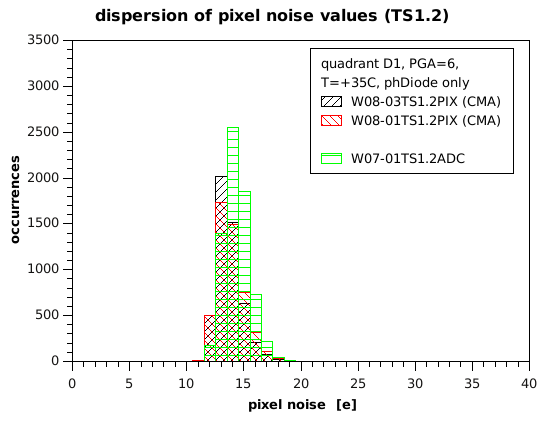 dispersion of pixel noise values (TS1.2)
3500
3000
2500
2000
1500
1000
500
0
occurrences
quadrant D1, PGA=6,
T=+35C, phDiode only
W08-03TS1.2PIX (CMA)
W08-01TS1.2PIX (CMA)
W07-01TS1.2ADC
0 5 10 15 20 25 30 35 40
pixel noise [e]